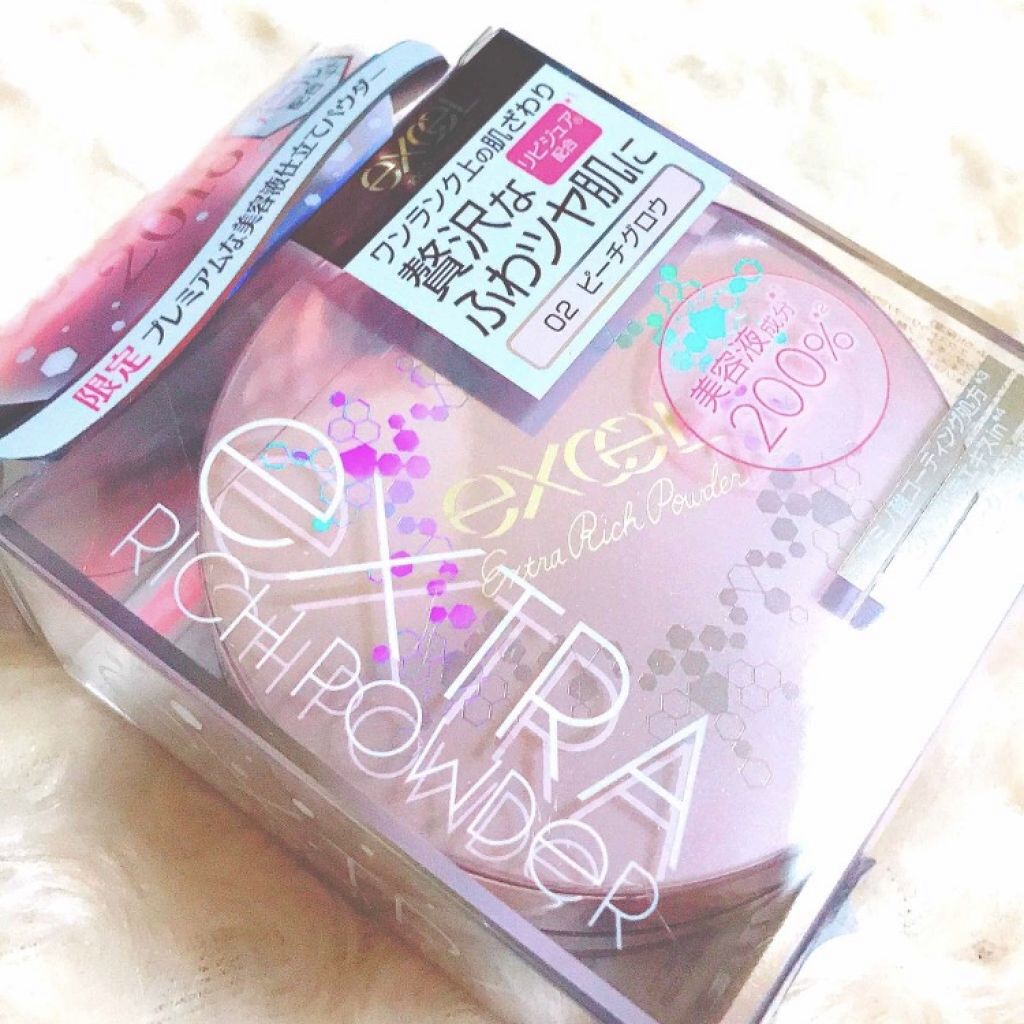 配合
2016
限定 プレミアムな美容液仕立てパウダー
excel
ワンランク上の肌ざわり
リピジュア®
配合
贅沢な
ふわツヤ肌に
02 ピーチグロウ
美容液成分
200%
excel
Extra Rich Powder
EXTRA
RICH POWDER